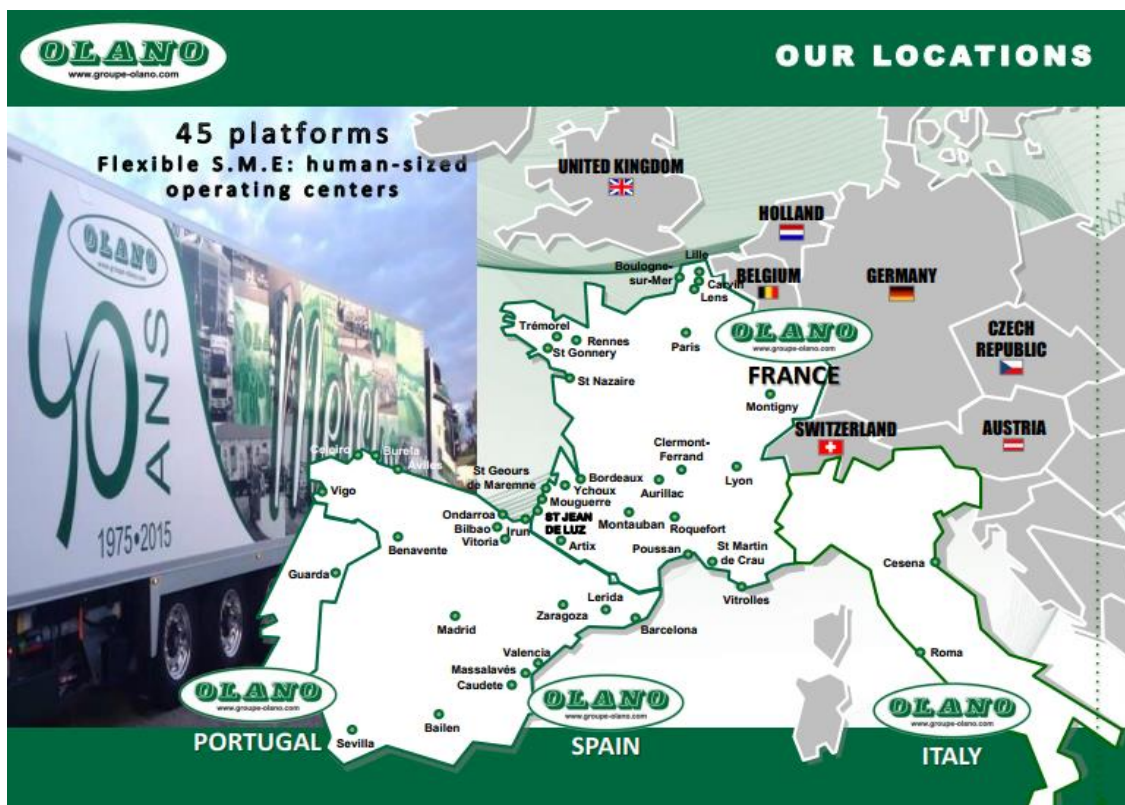 OLANO
www.groupe-olano.com
OUR LOCATIONS
45 platforms
Flexible S.M.E: human-sized
operating centers
OLANO
ANS
1975•2015
UNITED KINGDOM
HOLLAND
BELGIUM
GERMANY
CZECH
REPUBLIC
AUSTRIA
SWITZERLAND
Lille
Boulogne-
sur-Mer
Carvin
Lens
Trémorel
Rennes
St Gonnery
Paris
St Nazaire
OLANO
www.groupe-olano.com
FRANCE
Montigny
Clermont-
Ferrand
Lyon
Bordeaux
Aurillac
St Geours
de Maremne
Ychoux
Mouguerre
ST JEAN
DE LUZ
Montauban
Roquefort
Artix
Poussan
St Martin
de Crau
Vitrolles
Celeiro
Burela
Aviles
Vigo
Ondarroa
Bilbao
Irun
Vitoria
Benavente
Guarda
Lerida
Zaragoza
Barcelona
Madrid
Valencia
Massalavés
Caudete
Bailen
Sevilla
Cesena
Roma
OLANO
www.groupe-olano.com
PORTUGAL
OLANO
www.groupe-olano.com
SPAIN
OLANO
www.groupe-olano.com
ITALY